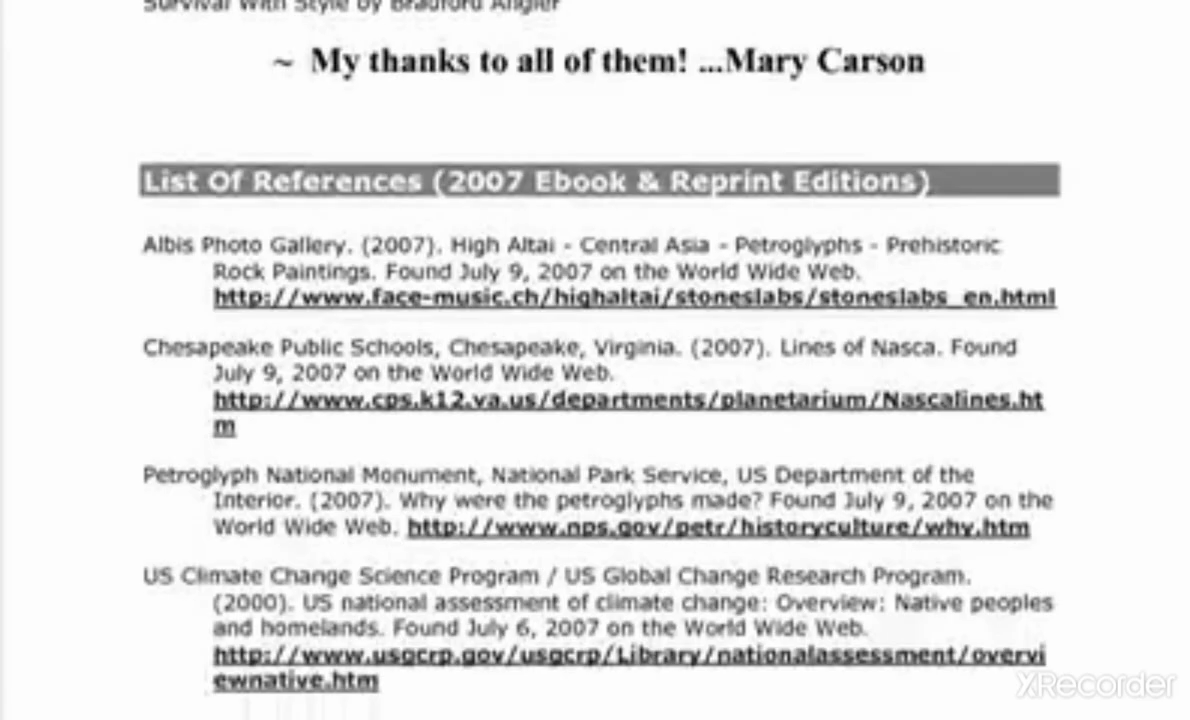 Survival With Style by Bradford Angier
~ My thanks to all of them! ...Mary Carson
List Of References (2007 Ebook & Reprint Editions)
Albis Photo Gallery. (2007). High Altai - Central Asia - Petroglyphs - Prehistoric
Rock Paintings. Found July 9, 2007 on the World Wide Web.
http://www.face-music.ch/highaltai/stoneslabs/stoneslabs_en.html
Chesapeake Public Schools, Chesapeake, Virginia. (2007). Lines of Nasca. Found
July 9, 2007 on the World Wide Web.
http://www.cps.k12.va.us/departments/planetarium/Nascalines.ht
m
Petroglyph National Monument, National Park Service, US Department of the
Interior. (2007). Why were the petroglyphs made? Found July 9, 2007 on the
World Wide Web. http://www.nps.gov/petr/historyculture/why.htm
US Climate Change Science Program / US Global Change Research Program.
(2000). US national assessment of climate change: Overview: Native peoples
and homelands. Found July 6, 2007 on the World Wide Web.
http://www.usgcrp.gov/usgcrp/Library/nationalassessment/overvi
ewnative.htm
XRecorder